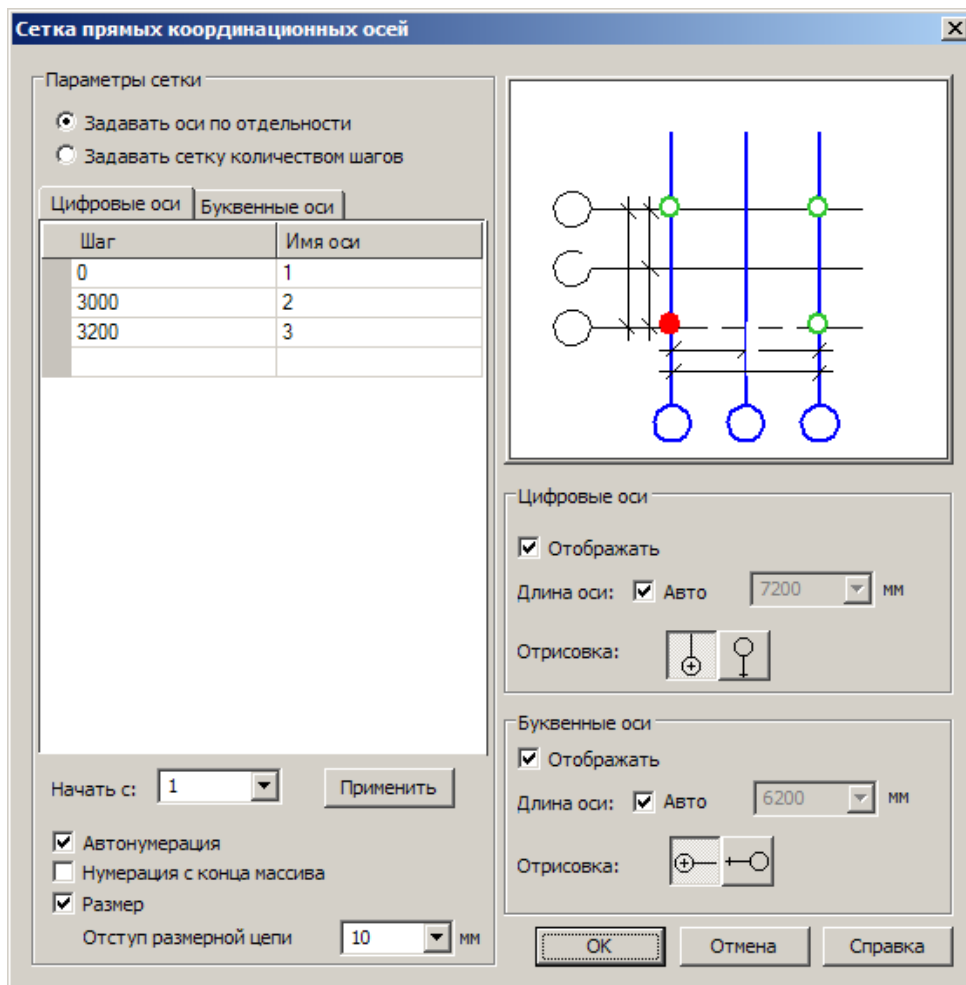 Сетка прямых координационных осей
Параметры сетки
Задавать оси по отдельности
Задавать сетку количеством шагов
Цифровые оси Буквенные оси
Шаг Имя оси
0 1
3000 2
3200 3
Начать с: 1 Применить
Автонумерация
Нумерация с конца массива
Размер
Отступ размерной цепи 10 мм
Цифровые оси
Отображать
Длина оси: Авто 7200 мм
Отрисовка:
Буквенные оси
Отображать
Длина оси: Авто 6200 мм
Отрисовка:
OK Отмена Справка